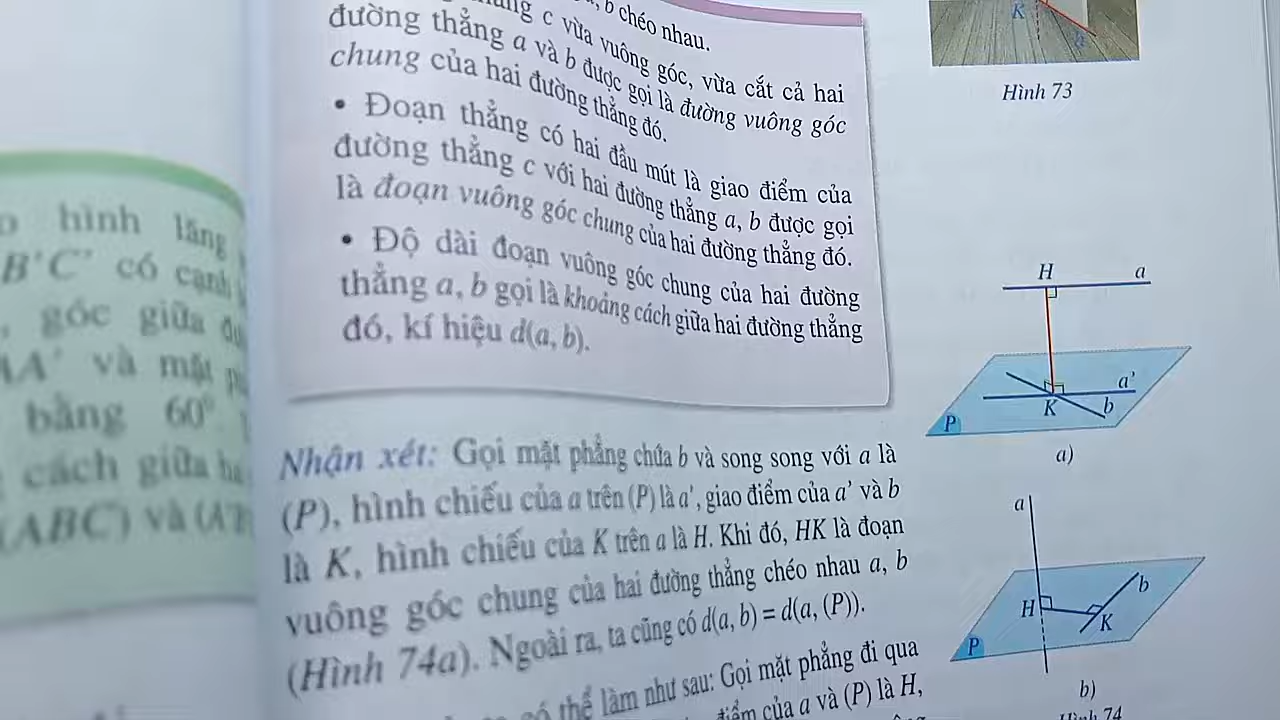 hình lăng
B'C' có cạnh
, góc giữa
AA' và mặt
bằng 60°
cách giữa
(ABC) và
b chéo nhau.
c vừa vuông góc, vừa cắt cả hai
đường thẳng a và b được gọi là đường vuông góc
chung của hai đường thẳng đó.
• Đoạn thẳng có hai đầu mút là giao điểm của
đường thẳng c với hai đường thẳng a, b được gọi
là đoạn vuông góc chung của hai đường thẳng đó.
• Độ dài đoạn vuông góc chung của hai đường
thẳng a, b gọi là khoảng cách giữa hai đường thẳng
đó, kí hiệu d(a, b).
Nhận xét: Gọi mặt phẳng chứa b và song song với a là
(P), hình chiếu của a trên (P) là a', giao điểm của a' và b
là K, hình chiếu của K trên a là H. Khi đó, HK là đoạn
vuông góc chung của hai đường thẳng chéo nhau a, b
(Hình 74a). Ngoài ra, ta cũng có d(a, b) = d(a, (P)).
có thể làm như sau: Gọi mặt phẳng đi qua
điểm của a và (P) là H,
K
Hình 73
H a
a'
K b
P
a)
a
b
H
K
P
b)
Hình 74